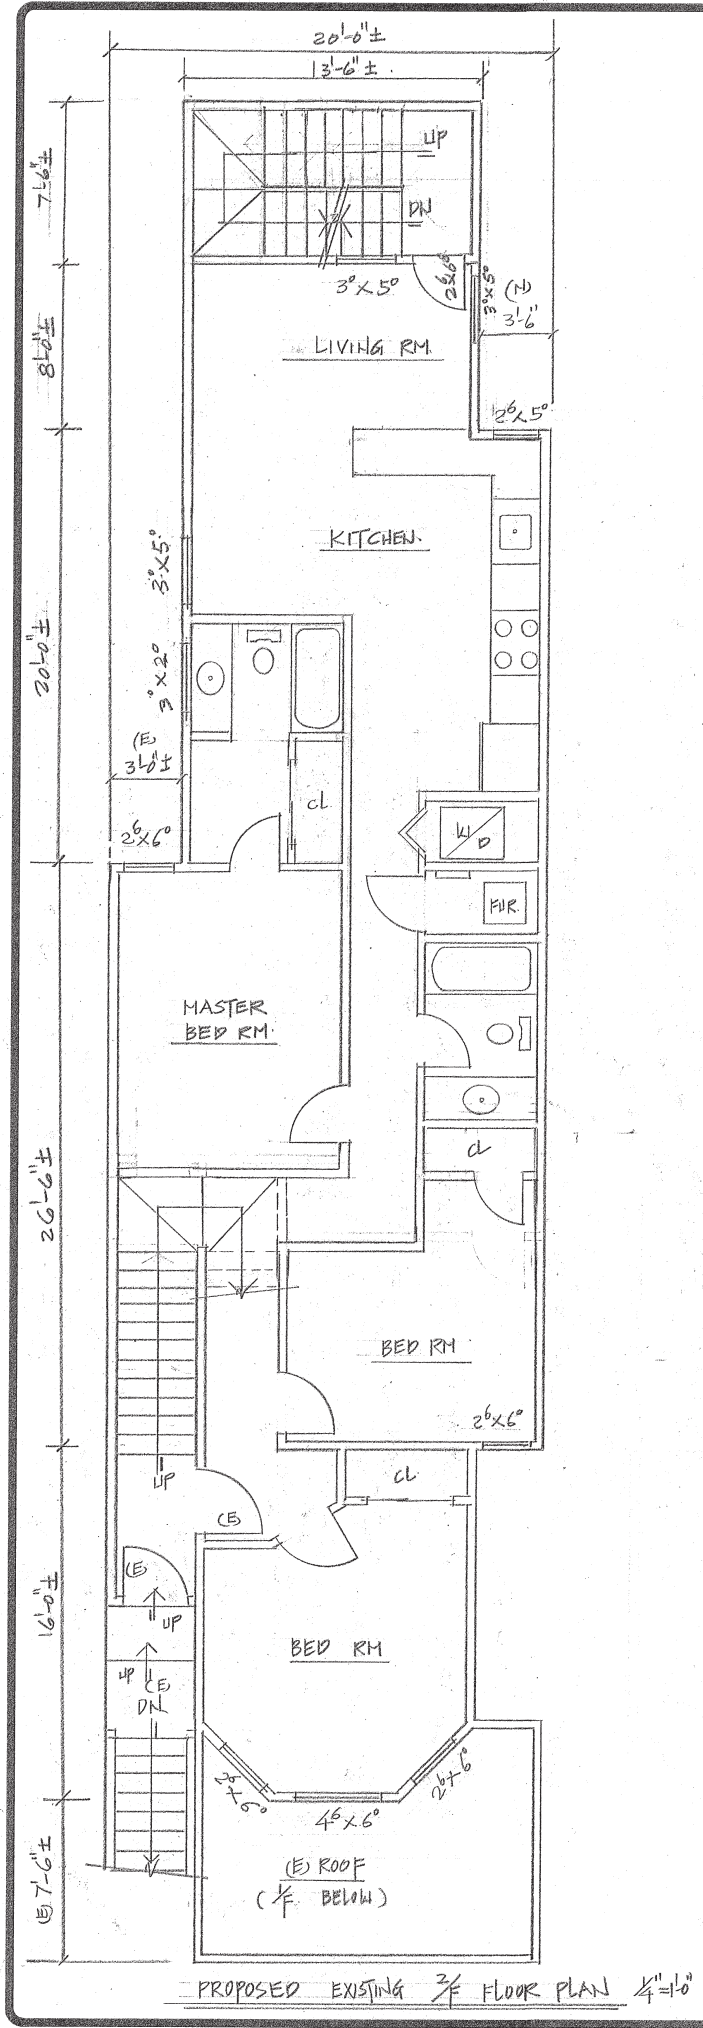 20'-0"±
13'-6"±
7'-6"±
UP
DN
3⁰X5⁰
2⁶X6⁸
3⁰X5⁰
(N)
3'-6"
8'-0"±
LIVING RM.
2⁶X5⁰
KITCHEN.
3⁰X5⁰
20'-0"±
3⁰X2⁰
(E)
3'-0"±
CL
2⁶X6⁰
W
D
FUR.
MASTER
BED RM.
CL
26'-6"±
BED RM
2⁶X6⁰
UP
CL
(E)
(E)
16'-0"±
UP
BED RM
UP
(E)
DN
2⁶X6⁰
2⁶X6⁰
4⁶X6⁰
(E) 7'-6"±
(E) ROOF
(1/F BELOW)
PROPOSED EXISTING 2/F FLOOR PLAN 1/4"=1'-0"